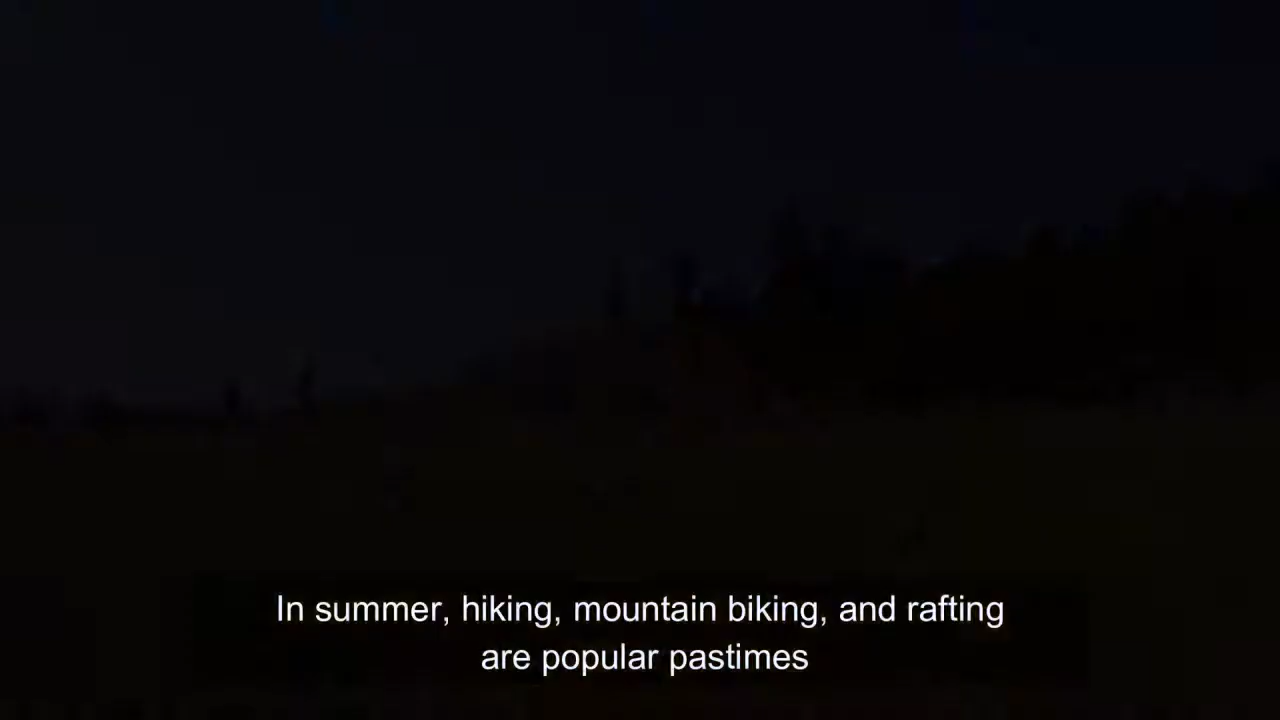 In summer, hiking, mountain biking, and rafting
are popular pastimes